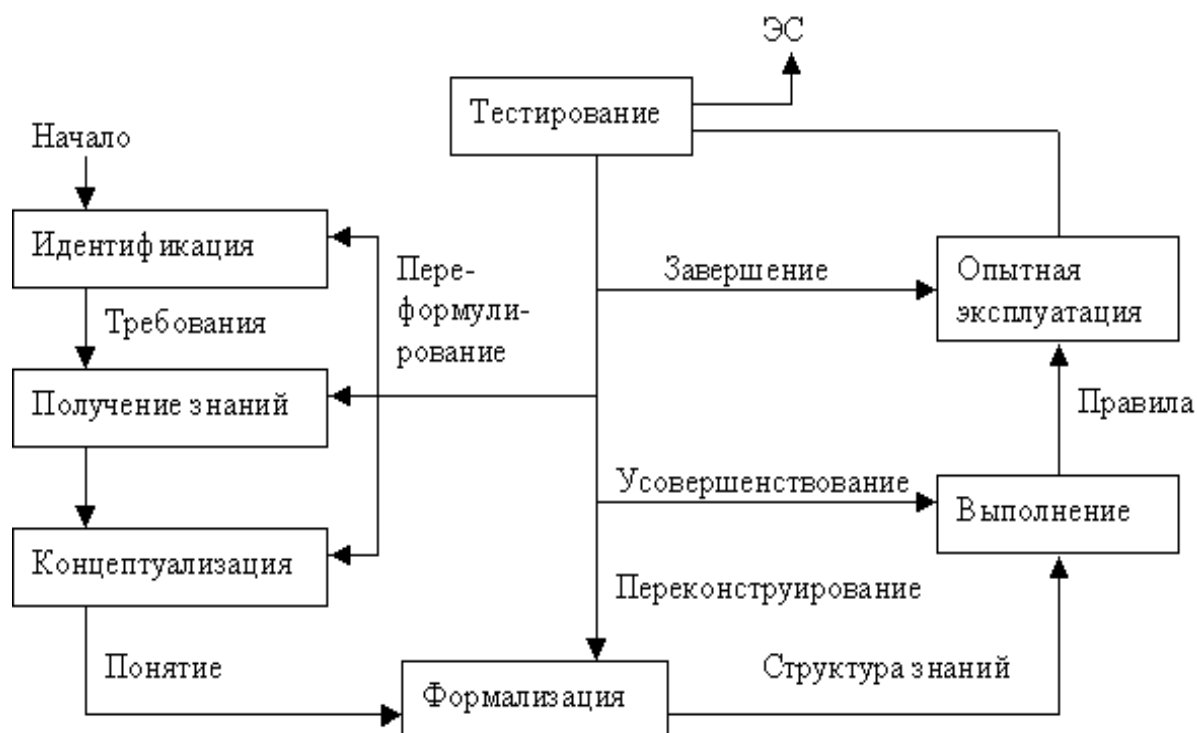 ЭС
Тестирование
Начало
Идентификация
Пере-
формули-
рование
Завершение
Опытная
эксплуатация
Требования
Получение знаний
Правила
Усовершенствование
Выполнение
Концептуализация
Переконструирование
Понятие
Структура знаний
Формализация